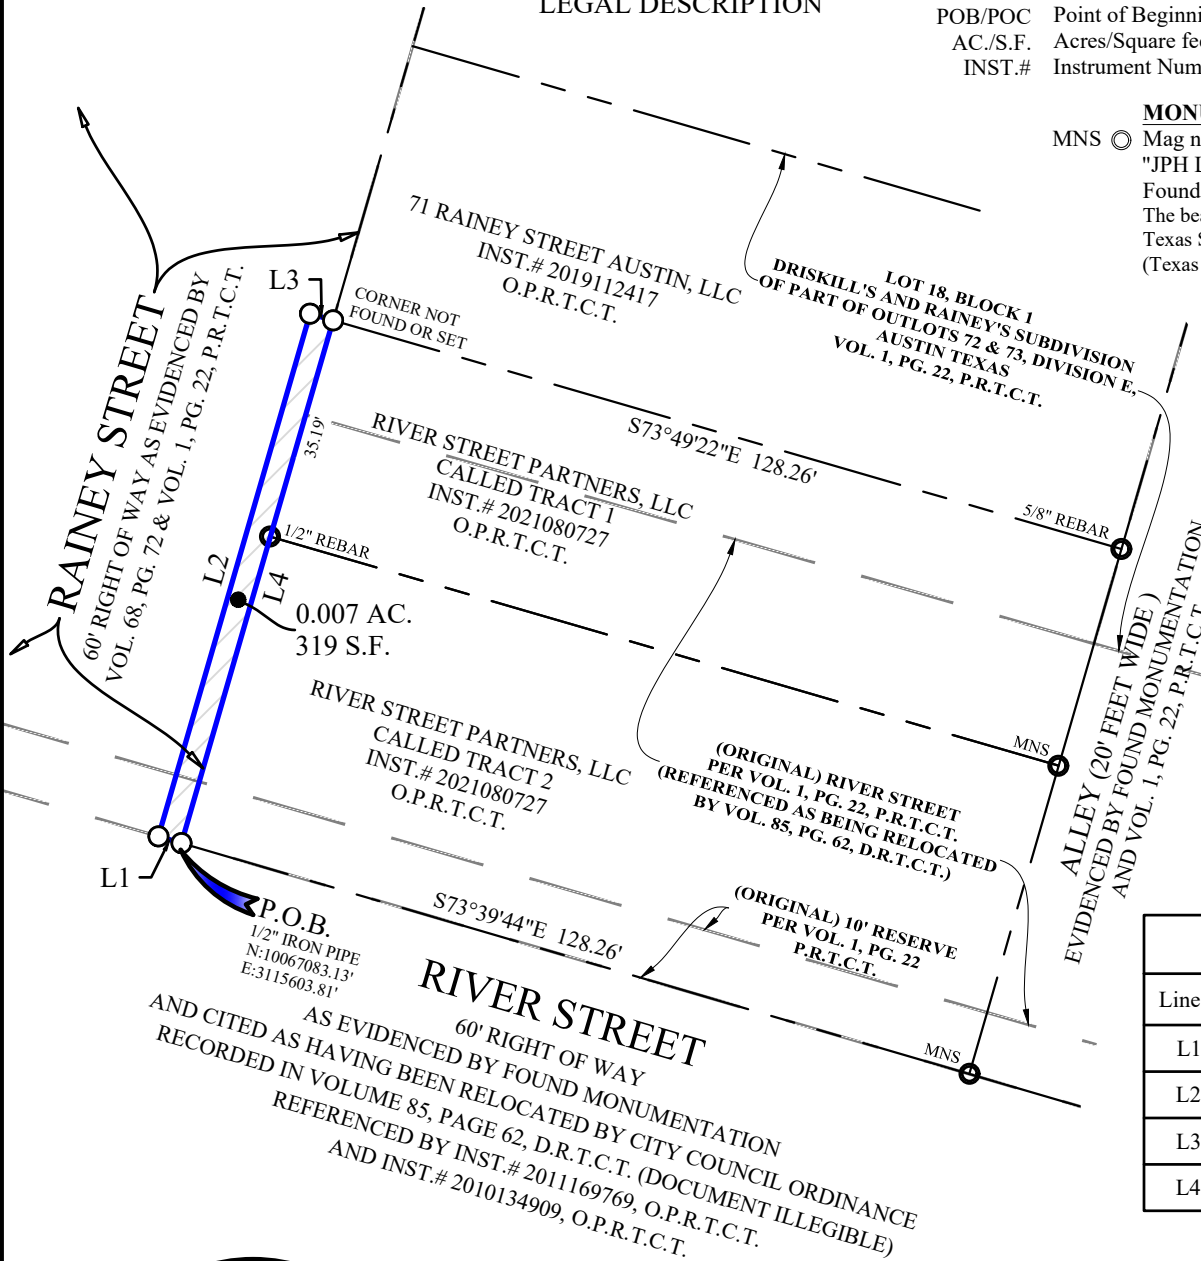 LEGAL DESCRIPTION
POB/POC
AC./S.F. Acres/Square
INST.# Instrument
MNS Mag
"JPH
The
Texas
(Texas
71 RAINEY STREET AUSTIN, LLC
INST.# 2019112417
O.P.R.T.C.T.
LOT 18, BLOCK 1
DRISKILL'S AND RAINEY'S SUBDIVISION
OF PART OF OUTLOTS 72 & 73, DIVISION E,
AUSTIN TEXAS
VOL. 1, PG. 22, P.R.T.C.T.
L3
CORNER NOT
FOUND OR SET
RAINEY STREET
60' RIGHT OF WAY AS EVIDENCED BY
VOL. 68, PG. 72 & VOL. 1, PG. 22, P.R.T.C.T.
35.19'
S73°49'22"E 128.26'
RIVER STREET PARTNERS, LLC
CALLED TRACT 1
INST.# 2021080727
O.P.R.T.C.T.
5/8" REBAR
1/2" REBAR
L2
L4
0.007 AC.
319 S.F.
RIVER STREET PARTNERS, LLC
CALLED TRACT 2
INST.# 2021080727
O.P.R.T.C.T.
MNS
(ORIGINAL) RIVER STREET
PER VOL. 1, PG. 22, P.R.T.C.T.
(REFERENCED AS BEING RELOCATED
BY VOL. 85, PG. 62, D.R.T.C.T.)
ALLEY (20' FEET WIDE )
EVIDENCED BY FOUND MONUMENTATION
AND VOL. 1, PG. 22, P.R.T.C.T.
L1
P.O.B.
1/2" IRON PIPE
N:10067083.13'
E:3115603.81'
S73°39'44"E 128.26'
(ORIGINAL) 10' RESERVE
PER VOL. 1, PG. 22
P.R.T.C.T.
MNS
RIVER STREET
60' RIGHT OF WAY
AS EVIDENCED BY FOUND MONUMENTATION
AND CITED AS HAVING BEEN RELOCATED BY CITY COUNCIL ORDINANCE
RECORDED IN VOLUME 85, PAGE 62, D.R.T.C.T. (DOCUMENT ILLEGIBLE)
REFERENCED BY INST.# 2011169769, O.P.R.T.C.T.
AND INST.# 2010134909, O.P.R.T.C.T.
Line
L1
L2
L3
L4